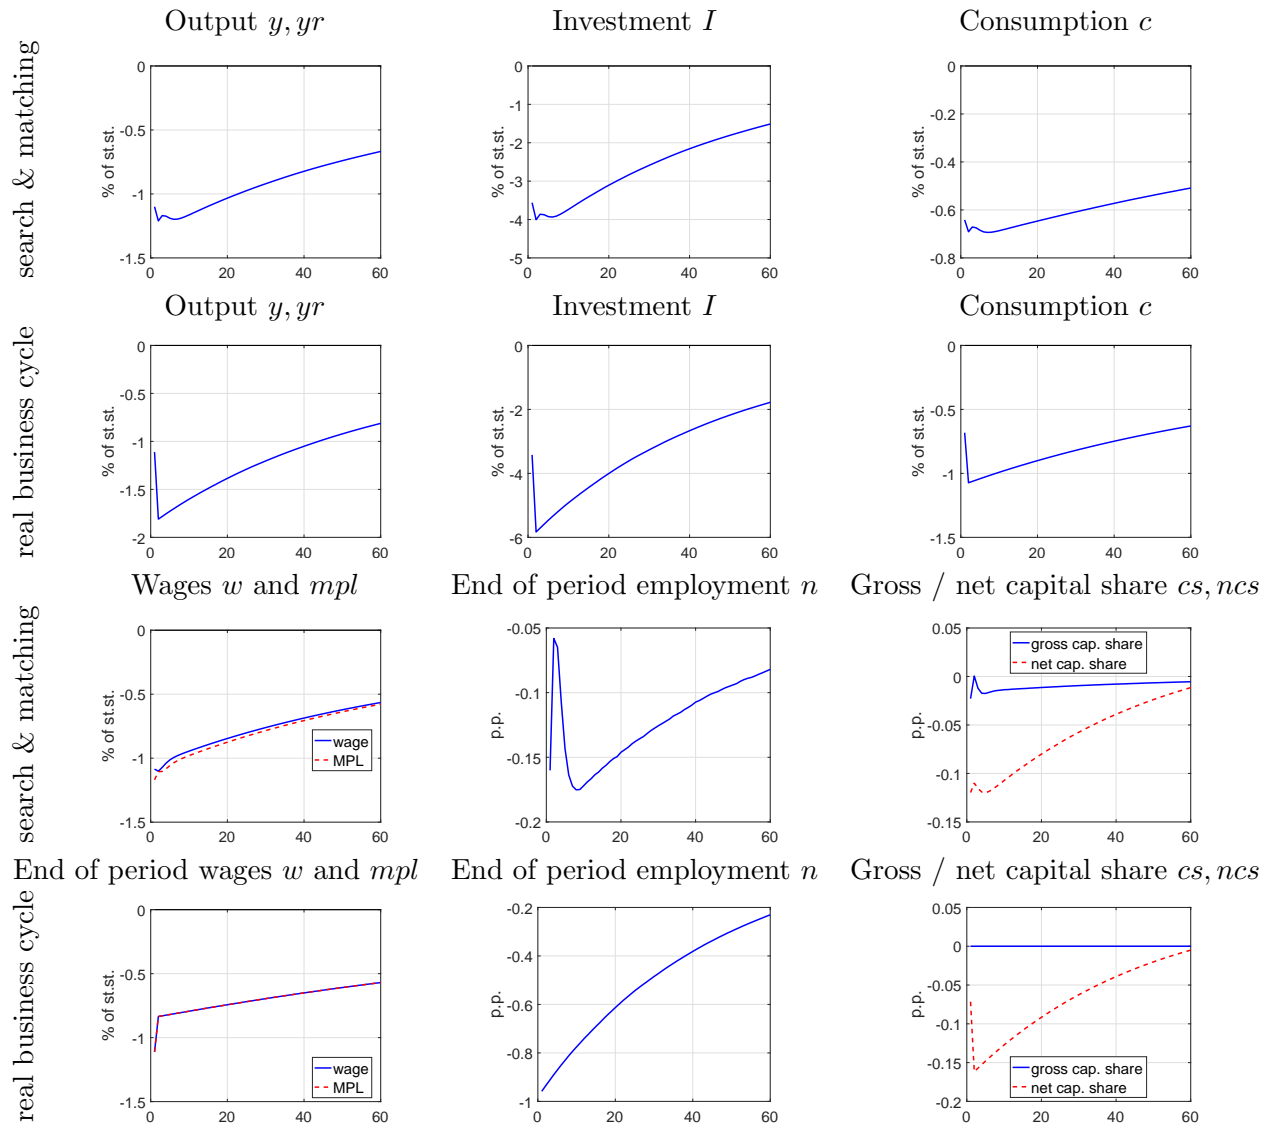 Output y, yr
Investment I
Consumption c
search & matching
% of st.st.
0
-0.5
-1
-1.5
0 20 40 60
% of st.st.
0
-1
-2
-3
-4
-5
0 20 40 60
% of st.st.
0
-0.2
-0.4
-0.6
-0.8
0 20 40 60
Output y, yr
Investment I
Consumption c
real business cycle
% of st.st.
0
-0.5
-1
-1.5
-2
0 20 40 60
% of st.st.
0
-2
-4
-6
0 20 40 60
% of st.st.
0
-0.5
-1
-1.5
0 20 40 60
Wages w and mpl
End of period employment n
Gross / net capital share cs, ncs
search & matching
% of st.st.
0
-0.5
-1
-1.5
wage
MPL
0 20 40 60
p.p.
-0.05
-0.1
-0.15
-0.2
0 20 40 60
p.p.
0.05
0
-0.05
-0.1
-0.15
gross cap. share
net cap. share
0 20 40 60
End of period wages w and mpl
End of period employment n
Gross / net capital share cs, ncs
real business cycle
% of st.st.
0
-0.5
-1
-1.5
wage
MPL
0 20 40 60
p.p.
-0.2
-0.4
-0.6
-0.8
-1
0 20 40 60
p.p.
0.05
0
-0.05
-0.1
-0.15
-0.2
gross cap. share
net cap. share
0 20 40 60